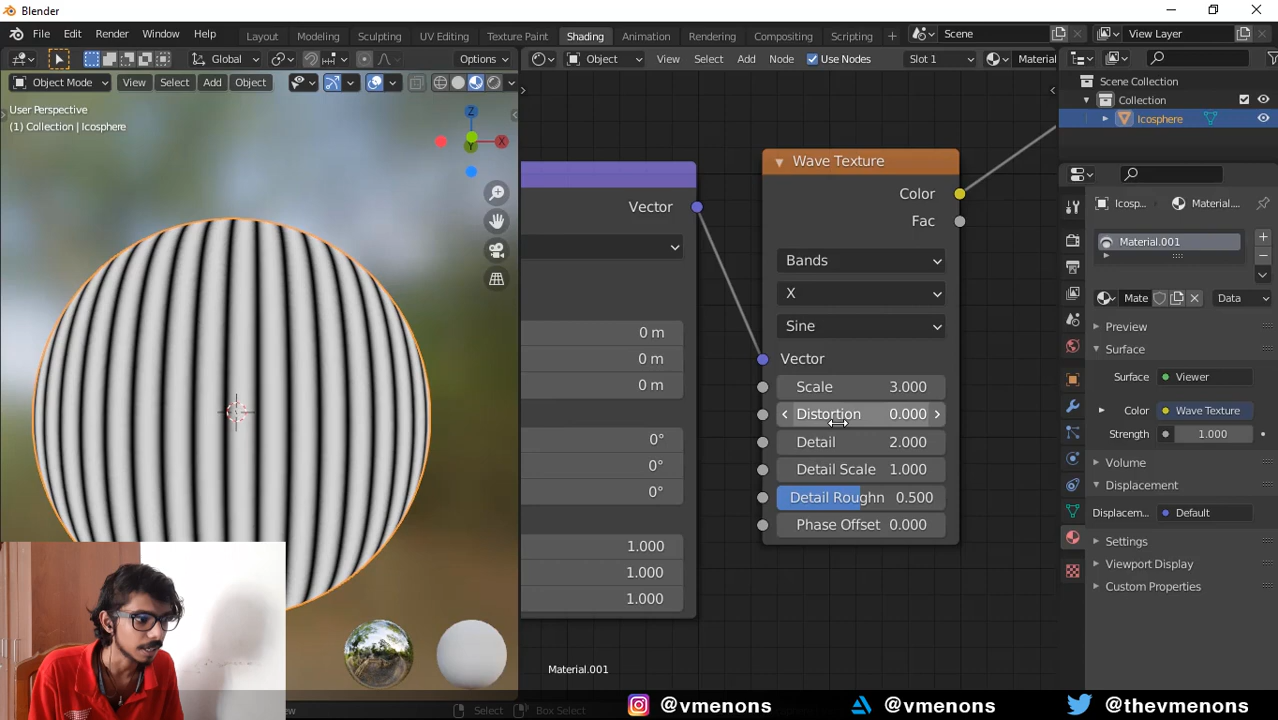 Blender
File Edit Render Window Help Layout Modeling Sculpting UV Editing Texture Paint Shading Animation Rendering Compositing Scripting + Scene View Layer
Global Options Object View Select Add Node Use Nodes Slot 1 Material
Object Mode View Select Add Object
User Perspective
(1) Collection | Icosphere
Z
X
Y
Scene Collection
Collection
Icosphere
Icosp... Material....
Material.001
Mate Data
Preview
Surface
Surface Viewer
Color Wave Texture
Strength 1.000
Volume
Displacement
Displacem... Default
Settings
Viewport Display
Custom Properties
Vector
0 m
0 m
0 m
0°
0°
0°
1.000
1.000
1.000
Wave Texture
Color
Fac
Bands
X
Sine
Vector
Scale 3.000
Distortion 0.000
Detail 2.000
Detail Scale 1.000
Detail Roughn 0.500
Phase Offset 0.000
Material.001
ew Select Box Select
@vmenons @vmenons @thevmenons